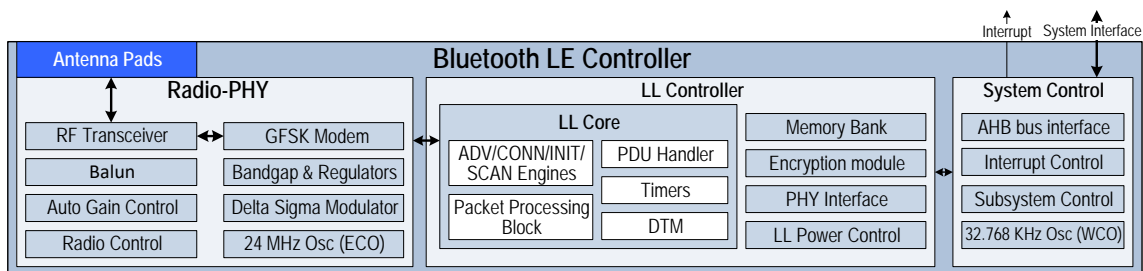 Interrupt System Interface
Antenna Pads
Bluetooth LE Controller
Radio-PHY
LL Controller
System Control
RF Transceiver
GFSK Modem
Balun
Bandgap & Regulators
Auto Gain Control
Delta Sigma Modulator
Radio Control
24 MHz Osc (ECO)
LL Core
ADV/CONN/INIT/
SCAN Engines
PDU Handler
Timers
Packet Processing
Block
DTM
Memory Bank
Encryption module
PHY Interface
LL Power Control
AHB bus interface
Interrupt Control
Subsystem Control
32.768 KHz Osc (WCO)